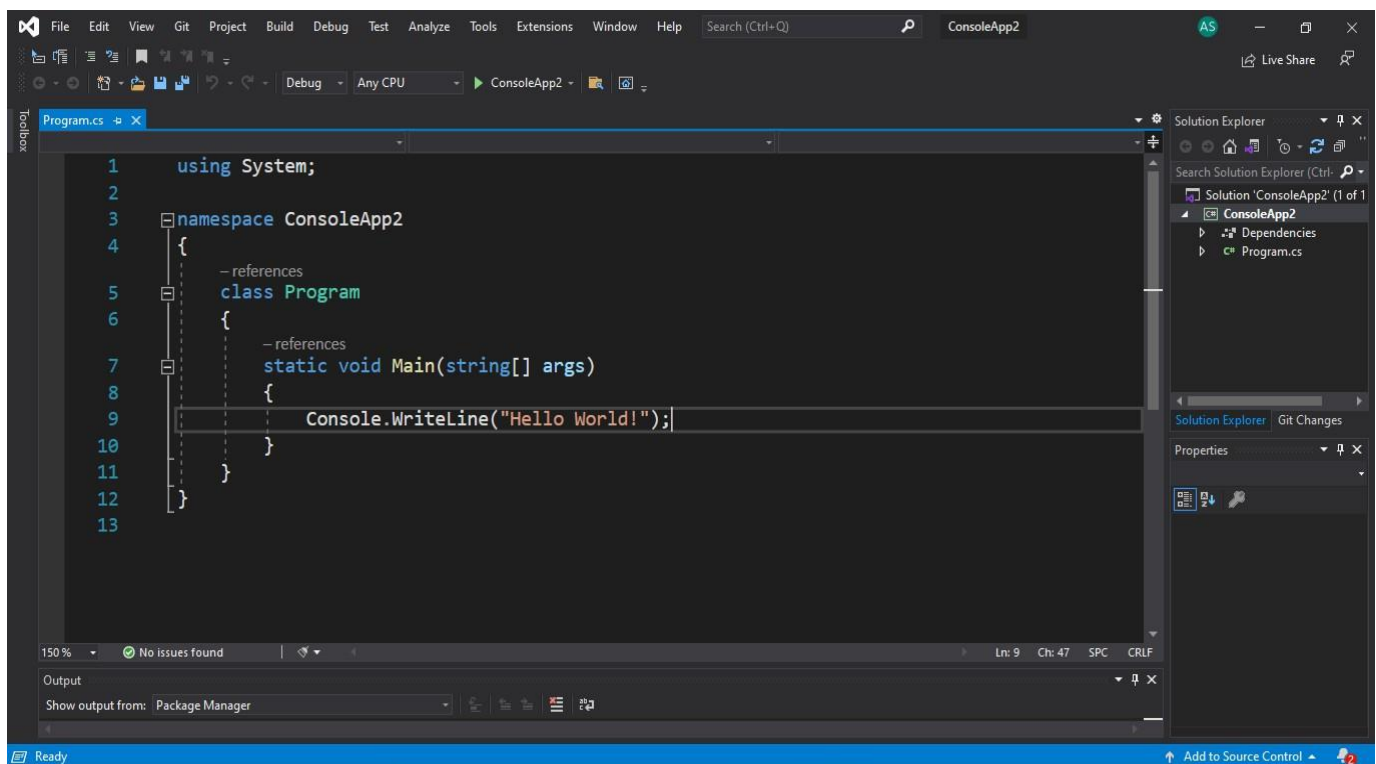 File Edit View Git Project Build Debug Test Analyze Tools Extensions Window Help Search (Ctrl+Q) ConsoleApp2 AS
Live Share
Debug Any CPU ConsoleApp2
Toolbox
Program.cs
1 using System;
2
3 namespace ConsoleApp2
4 {
– references
5 class Program
6 {
– references
7 static void Main(string[] args)
8 {
9 Console.WriteLine("Hello World!");
10 }
11 }
12 }
13
150 % No issues found Ln: 9 Ch: 47 SPC CRLF
Output
Show output from: Package Manager
Solution Explorer
Search Solution Explorer (Ctrl-
Solution 'ConsoleApp2' (1 of 1
C# ConsoleApp2
Dependencies
C# Program.cs
Solution Explorer Git Changes
Properties
Ready Add to Source Control 2